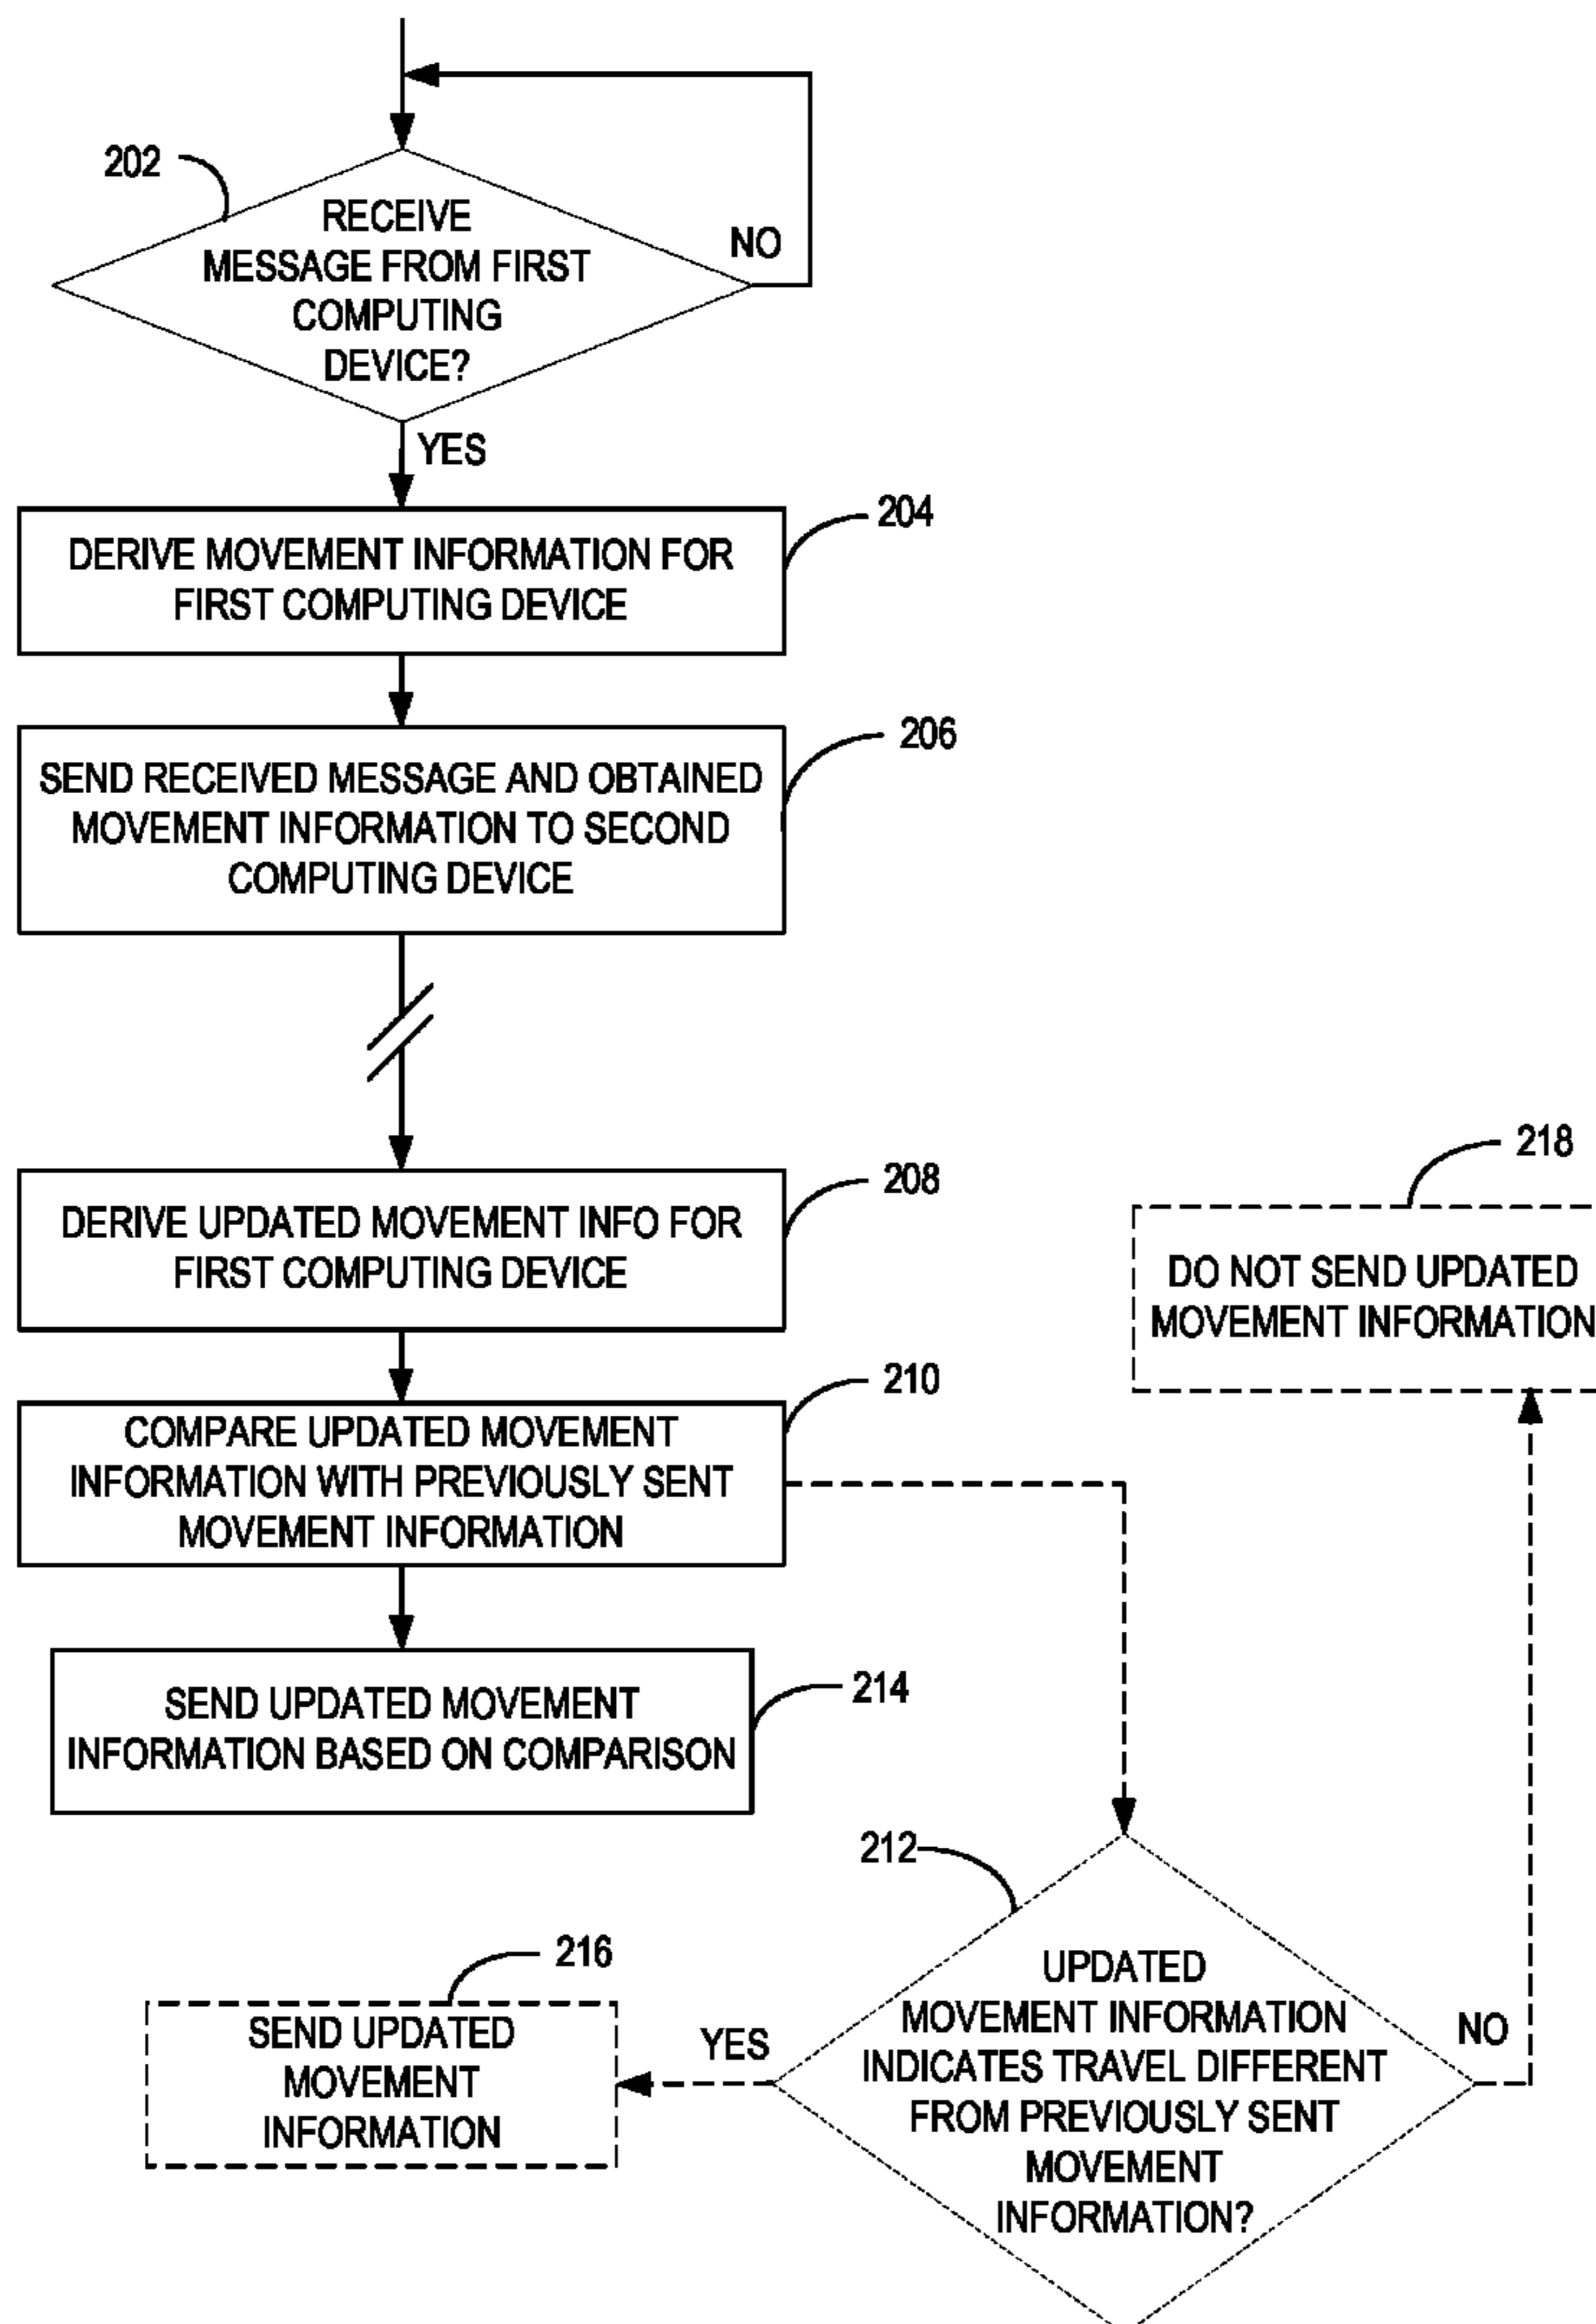 202
RECEIVE
MESSAGE FROM FIRST
COMPUTING
DEVICE?
NO
YES
204
DERIVE MOVEMENT INFORMATION FOR
FIRST COMPUTING DEVICE
206
SEND RECEIVED MESSAGE AND OBTAINED
MOVEMENT INFORMATION TO SECOND
COMPUTING DEVICE
208
DERIVE UPDATED MOVEMENT INFO FOR
FIRST COMPUTING DEVICE
218
DO NOT SEND UPDATED
MOVEMENT INFORMATION
210
COMPARE UPDATED MOVEMENT
INFORMATION WITH PREVIOUSLY SENT
MOVEMENT INFORMATION
214
SEND UPDATED MOVEMENT
INFORMATION BASED ON COMPARISON
212
UPDATED
MOVEMENT INFORMATION
INDICATES TRAVEL DIFFERENT
FROM PREVIOUSLY SENT
MOVEMENT
INFORMATION?
NO
YES
216
SEND UPDATED
MOVEMENT
INFORMATION